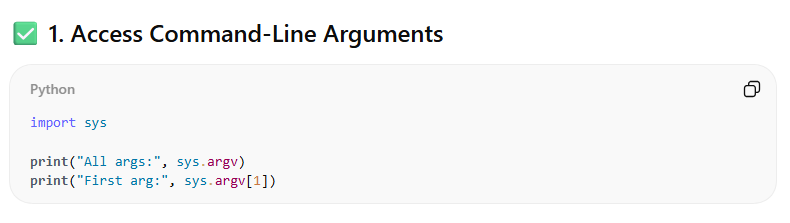 ✅ 1. Access Command-Line Arguments
Python
import sys
print("All args:", sys.argv)
print("First arg:", sys.argv[1])